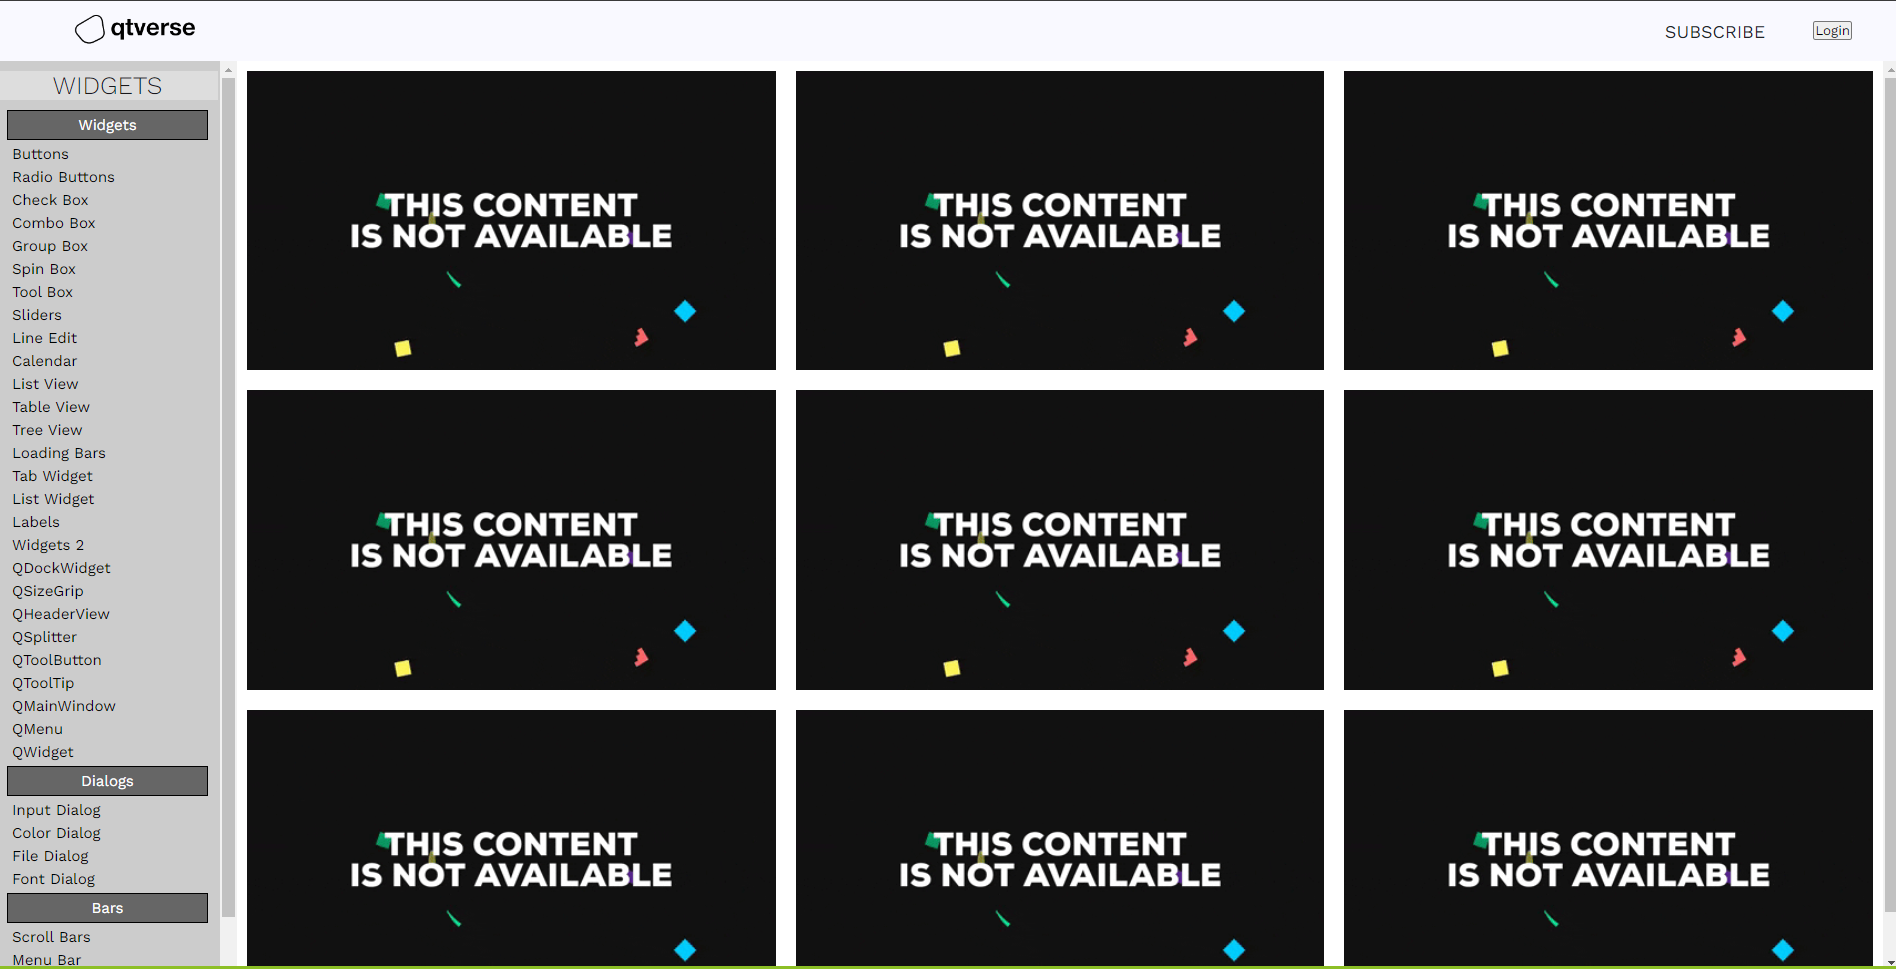 qtverse
SUBSCRIBE
Login
WIDGETS
Widgets
Buttons
Radio Buttons
Check Box
Combo Box
Group Box
Spin Box
Tool Box
Sliders
Line Edit
Calendar
List View
Table View
Tree View
Loading Bars
Tab Widget
List Widget
Labels
Widgets 2
QDockWidget
QSizeGrip
QHeaderView
QSplitter
QToolButton
QToolTip
QMainWindow
QMenu
QWidget
Dialogs
Input Dialog
Color Dialog
File Dialog
Font Dialog
Bars
Scroll Bars
Menu Bar
THIS CONTENT
IS NOT AVAILABLE
THIS CONTENT
IS NOT AVAILABLE
THIS CONTENT
IS NOT AVAILABLE
THIS CONTENT
IS NOT AVAILABLE
THIS CONTENT
IS NOT AVAILABLE
THIS CONTENT
IS NOT AVAILABLE
THIS CONTENT
IS NOT AVAILABLE
THIS CONTENT
IS NOT AVAILABLE
THIS CONTENT
IS NOT AVAILABLE